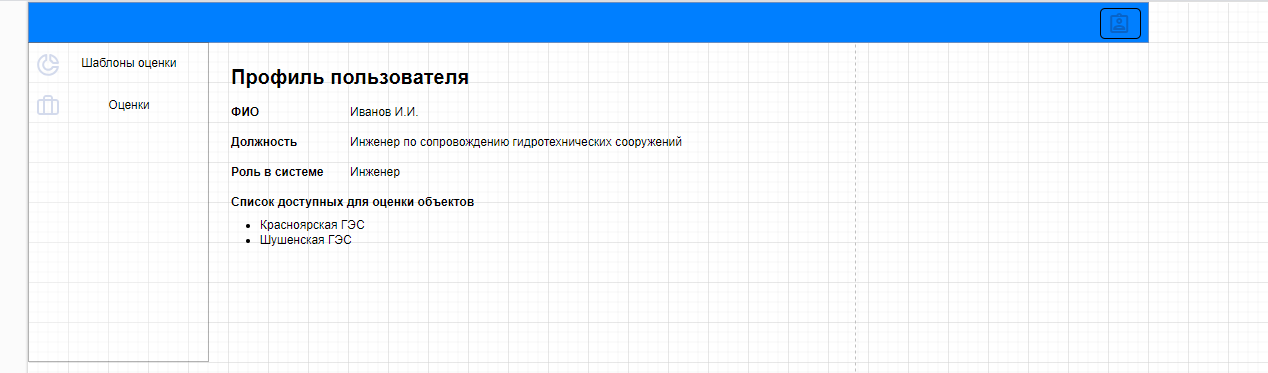 Шаблоны оценки
Оценки
Профиль пользователя
ФИО Иванов И.И.
Должность Инженер по сопровождению гидротехнических сооружений
Роль в системе Инженер
Список доступных для оценки объектов
• Красноярская ГЭС
• Шушенская ГЭС